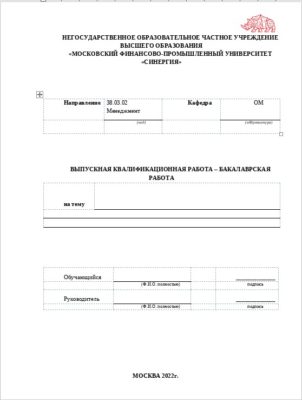 НЕГОСУДАРСТВЕННОЕ ОБРАЗОВАТЕЛЬНОЕ ЧАСТНОЕ УЧРЕЖДЕНИЕ
ВЫСШЕГО ОБРАЗОВАНИЯ
«МОСКОВСКИЙ ФИНАНСОВО-ПРОМЫШЛЕННЫЙ УНИВЕРСИТЕТ
«СИНЕРГИЯ»
Направление 38.03.02 Кафедра ОМ
Менеджмент
(код) (аббревиатура)
ВЫПУСКНАЯ КВАЛИФИКАЦИОННАЯ РАБОТА – БАКАЛАВРСКАЯ
РАБОТА
на тему
Обучающийся
(Ф.И.О. полностью) подпись
Руководитель
(Ф.И.О. полностью) подпись
МОСКВА 2022г.